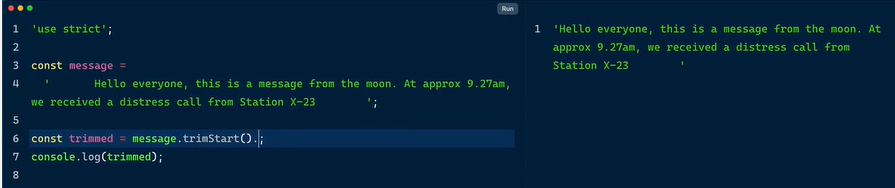 Run
1 'use strict';
2
3 const message =
4   '       Hello everyone, this is a message from the moon. At approx 9.27am,
we received a distress call from Station X-23        ';
5
6 const trimmed = message.trimStart().;
7 console.log(trimmed);
8
1 'Hello everyone, this is a message from the moon. At
approx 9.27am, we received a distress call from
Station X-23        '